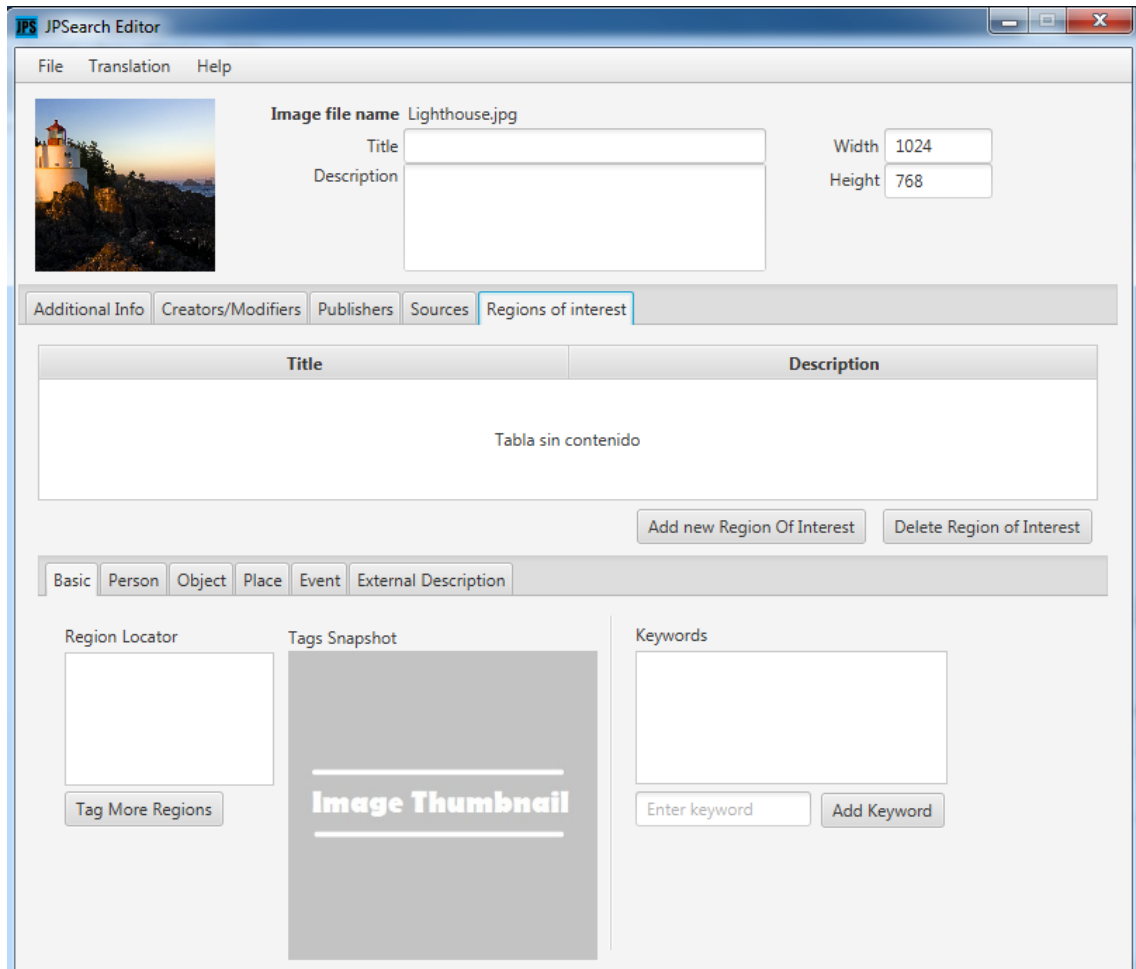 JPS JPSearch Editor
File Translation Help
Image file name Lighthouse.jpg
Title
Width 1024
Description
Height 768
Additional Info Creators/Modifiers Publishers Sources Regions of interest
Title Description
Tabla sin contenido
Add new Region Of Interest Delete Region of Interest
Basic Person Object Place Event External Description
Region Locator Tags Snapshot Keywords
Image Thumbnail
Tag More Regions Enter keyword Add Keyword